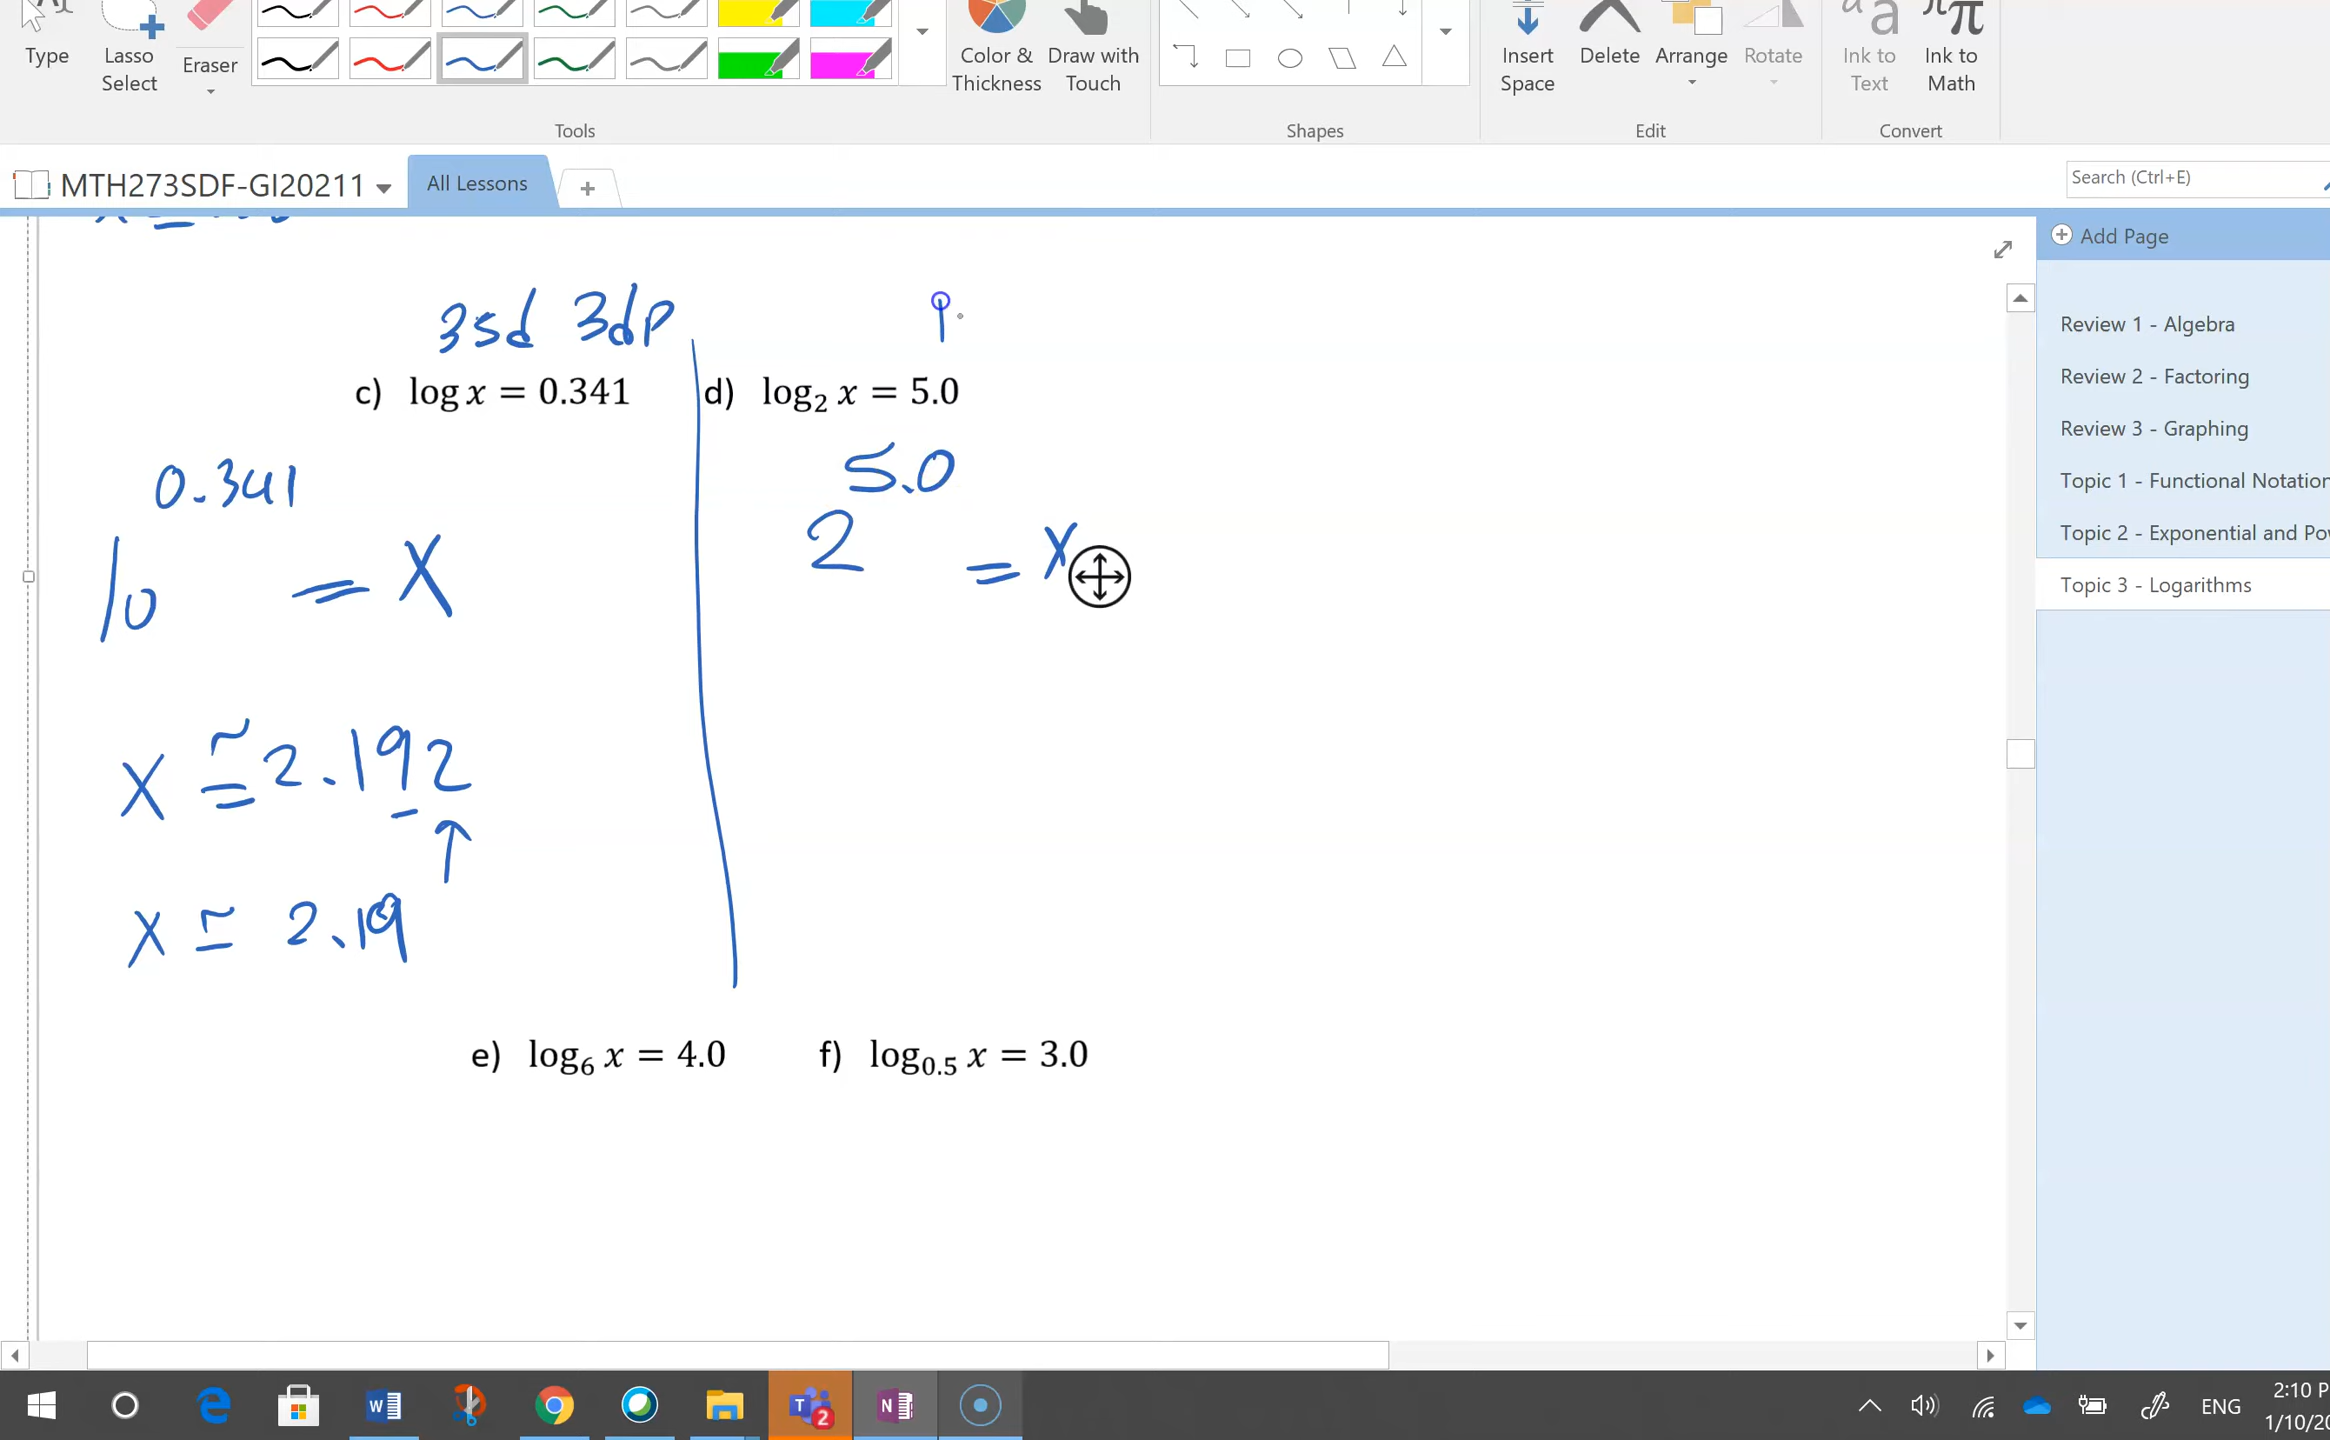 Type
Lasso Select
Eraser
Color & Thickness
Draw with Touch
Insert Space
Delete
Arrange
Rotate
Ink to Text
Ink to Math
Tools
Shapes
Edit
Convert
MTH273SDF-GI20211
All Lessons
Search (Ctrl+E)
Add Page
3sd 3dp
c) log x = 0.341
d) log₂ x = 5.0
0.341
10 = x
5.0
2 = x
x ≅ 2.192
x ≅ 2.19
e) log₆ x = 4.0
f) log₀.₅ x = 3.0
Review 1 - Algebra
Review 2 - Factoring
Review 3 - Graphing
Topic 1 - Functional Notation
Topic 2 - Exponential and Po
Topic 3 - Logarithms
T 2
N
W
ENG
2:10 P
1/10/20